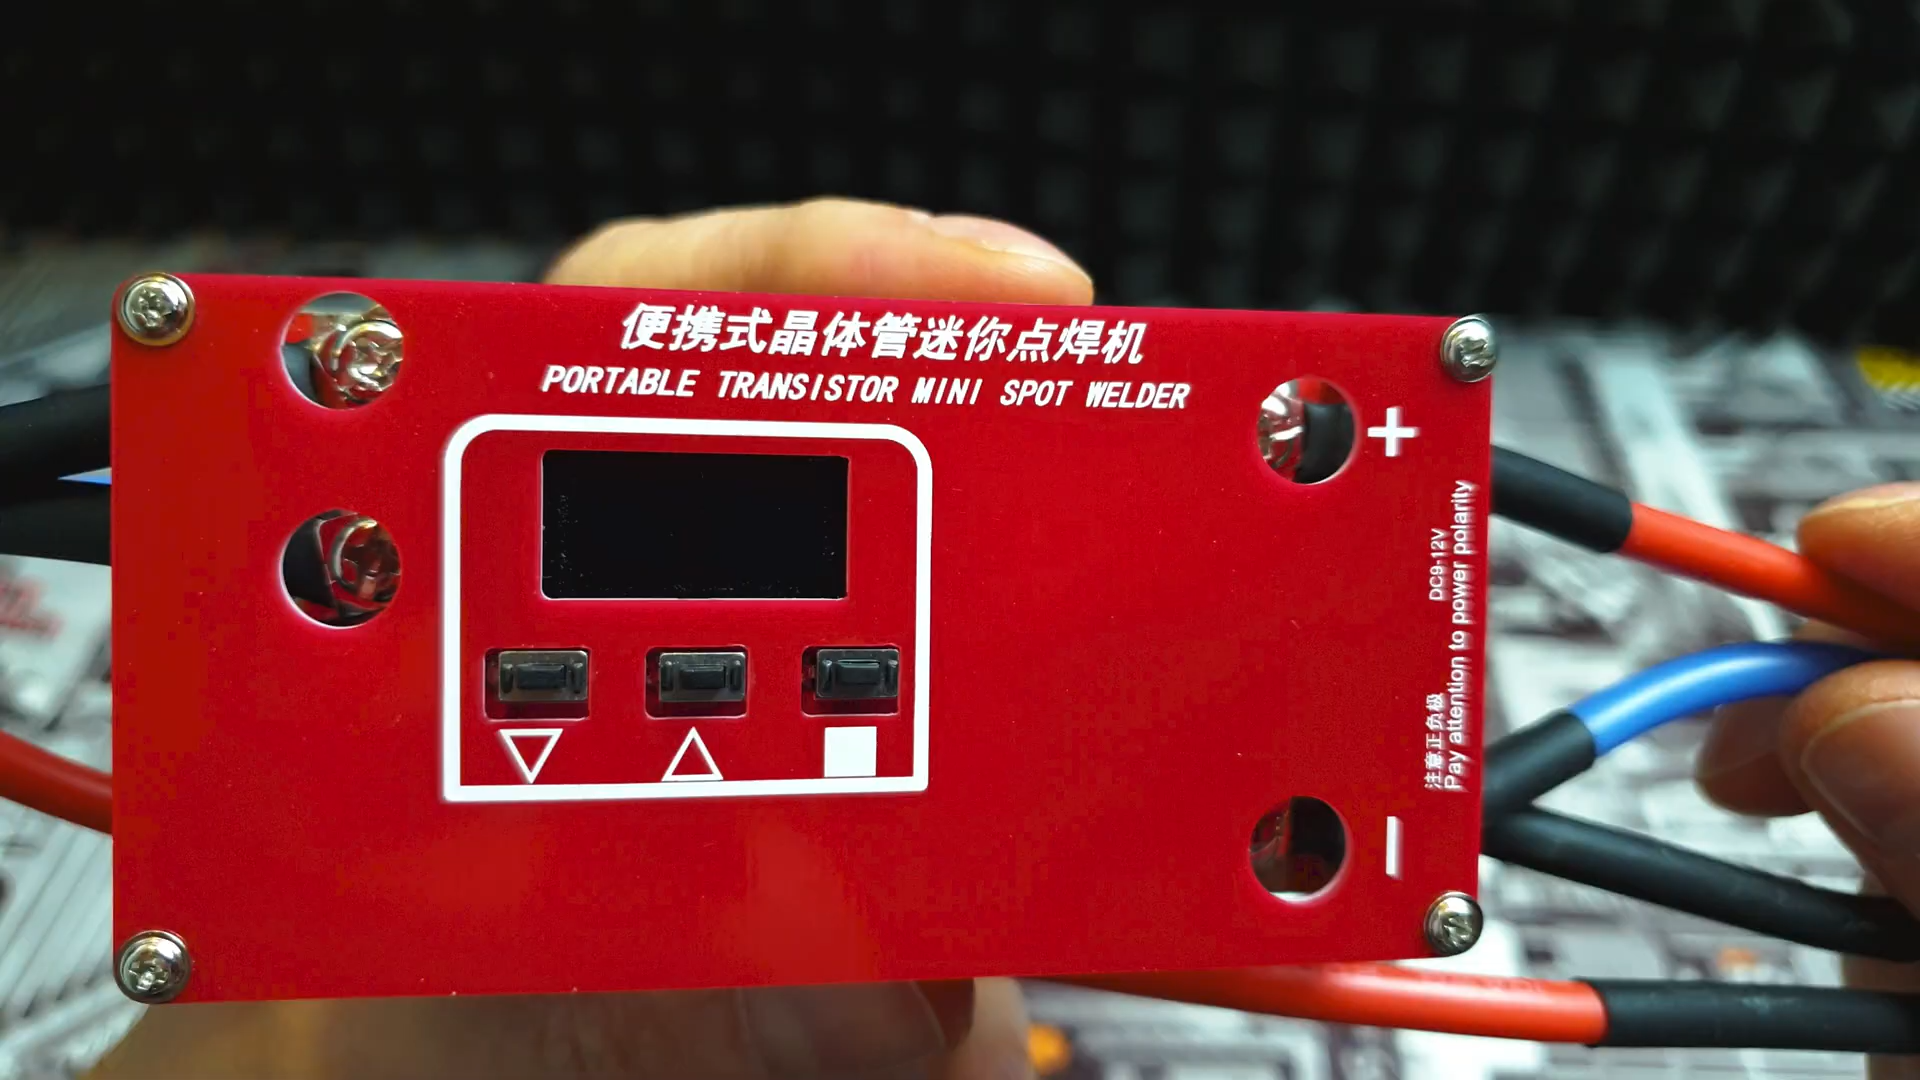 便携式晶体管迷你点焊机
PORTABLE TRANSISTOR MINI SPOT WELDER
+
DC9-12V
注意正负极
Pay attention to power polarity